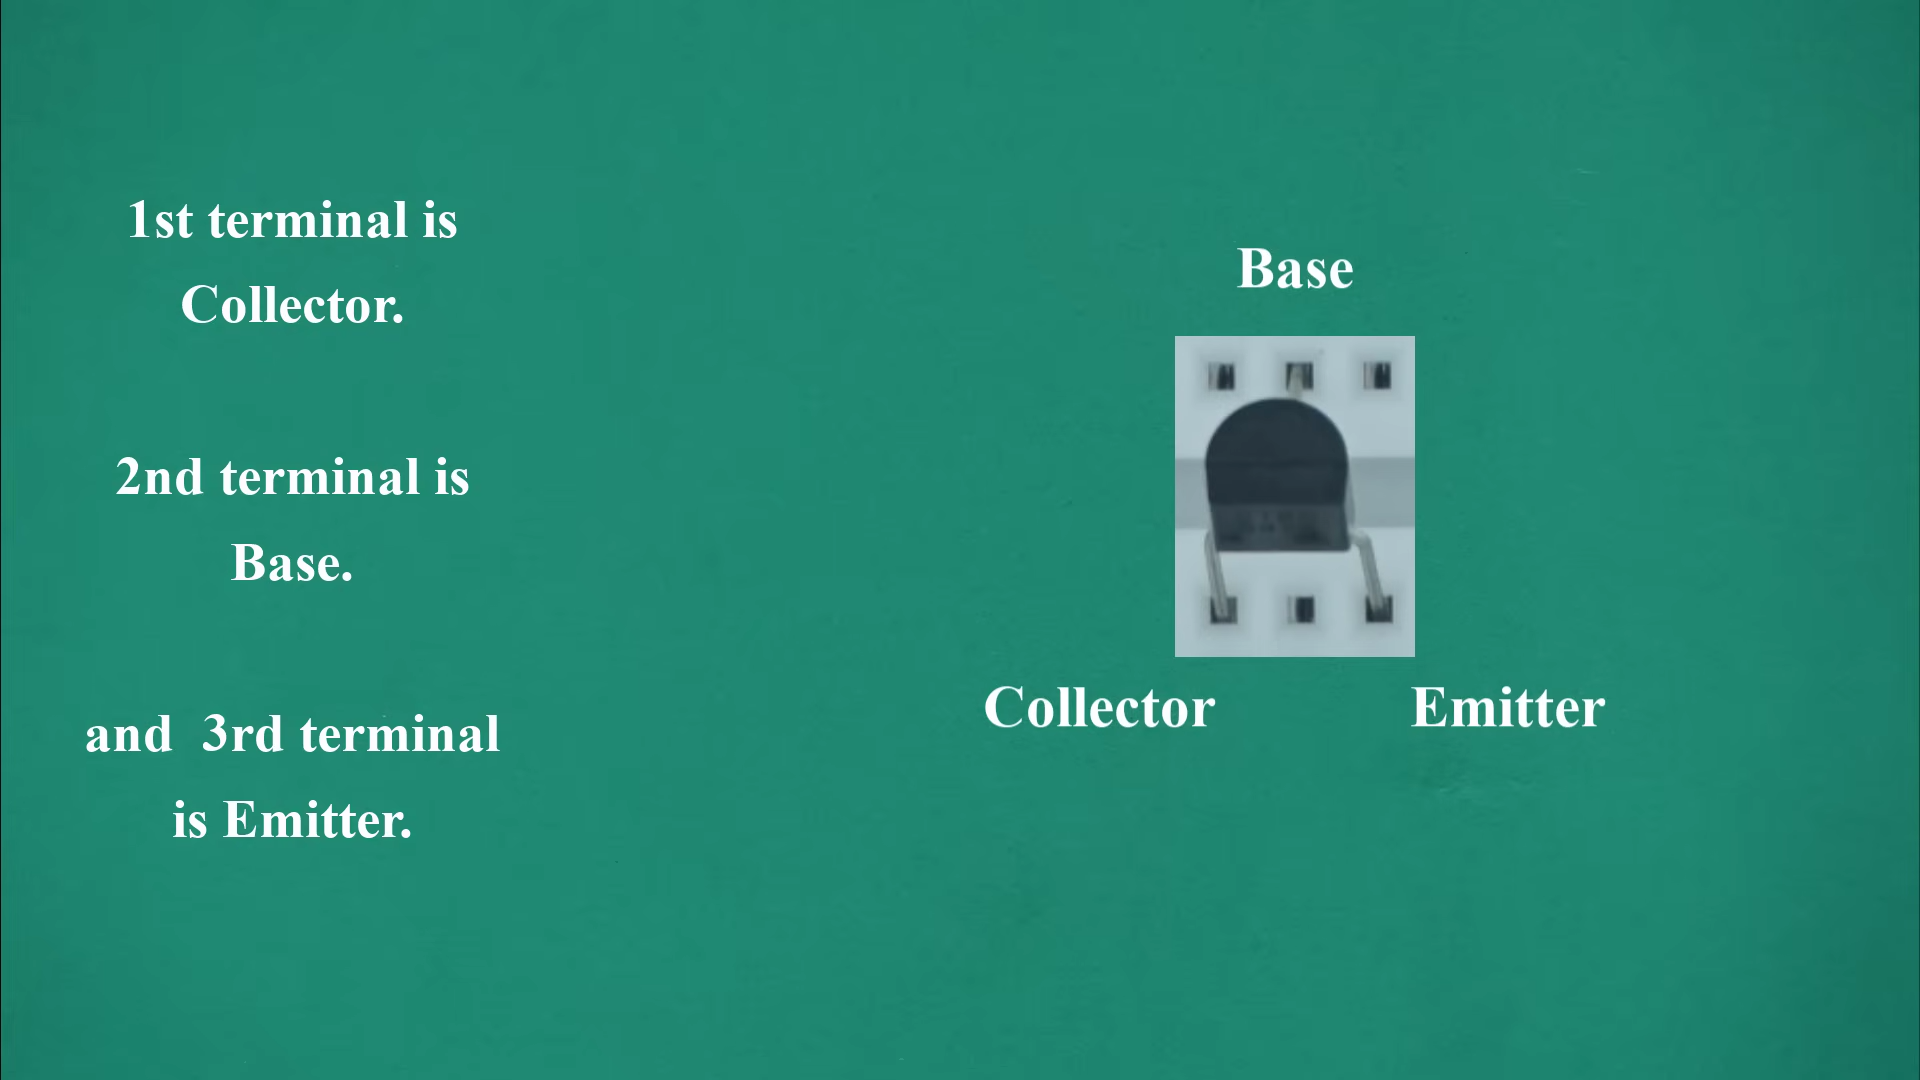 1st terminal is
Collector.
2nd terminal is
Base.
and  3rd terminal
is Emitter.
Base
Collector
Emitter